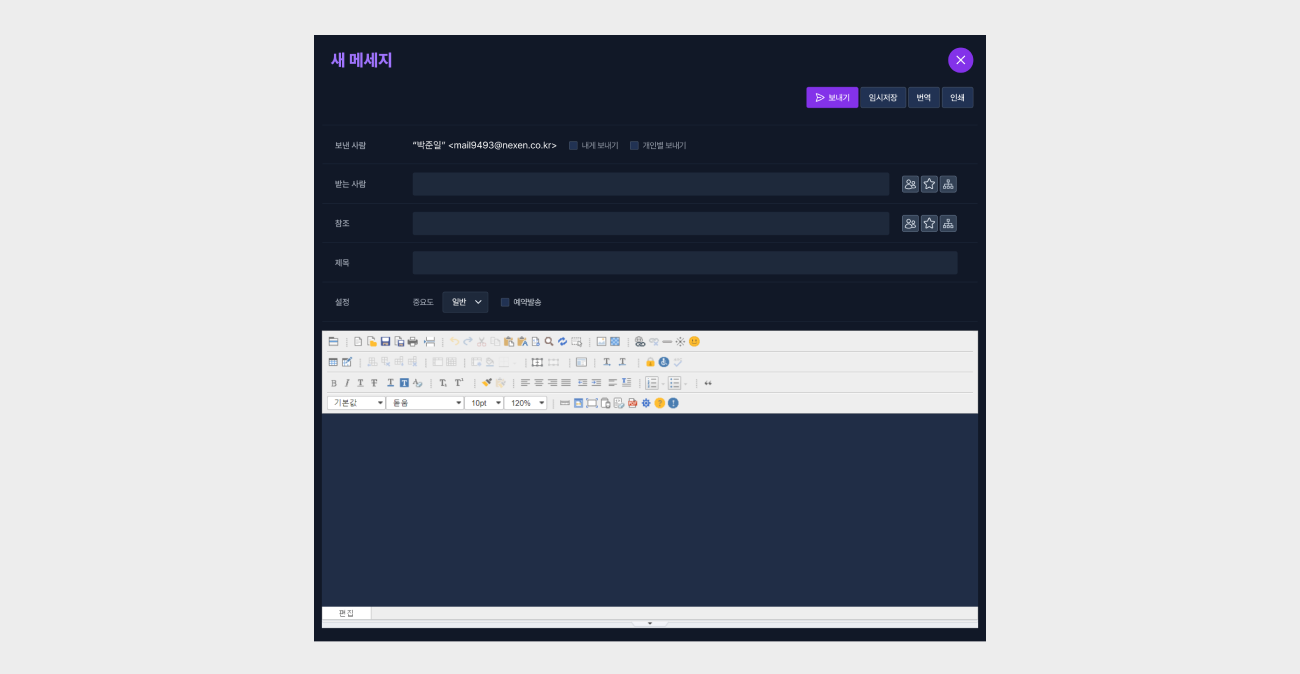 새 메세지
보내기 임시저장 번역 인쇄
보낸 사람 “박준일” <mail9493@nexen.co.kr> 내게 보내기 개인별 보내기
받는 사람
참조
제목
설정 중요도 일반 예약발송
기본값 돋움 10pt 120%
편집